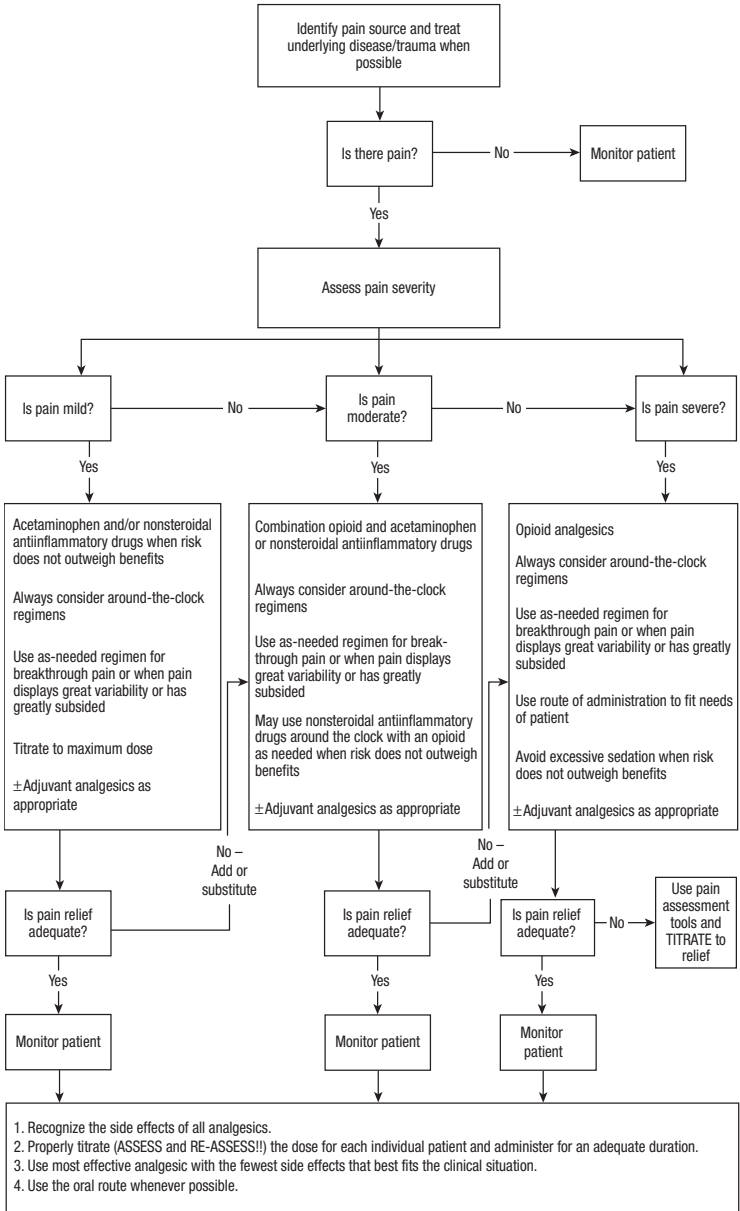 Identify pain source and treat
underlying disease/trauma when
possible
Is there pain?
No
Monitor patient
Yes
Assess pain severity
Is pain mild?
No
Is pain
moderate?
No
Is pain severe?
Yes
Yes
Yes
Acetaminophen and/or nonsteroidal
antiinflammatory drugs when risk
does not outweigh benefits
Always consider around-the-clock
regimens
Use as-needed regimen for
breakthrough pain or when pain
displays great variability or has
greatly subsided
Titrate to maximum dose
±Adjuvant analgesics as
appropriate
Combination opioid and acetaminophen
or nonsteroidal antiinflammatory drugs
Always consider around-the-clock
regimens
Use as-needed regimen for break-
through pain or when pain displays
great variability or has greatly
subsided
May use nonsteroidal antiinflammatory
drugs around the clock with an opioid
as needed when risk does not outweigh
benefits
±Adjuvant analgesics as appropriate
Opioid analgesics
Always consider around-the-clock
regimens
Use as-needed regimen for
breakthrough pain or when pain
displays great variability or has greatly
subsided
Use route of administration to fit needs
of patient
Avoid excessive sedation when risk
does not outweigh benefits
±Adjuvant analgesics as appropriate
No –
Add or
substitute
No –
Add or
substitute
Is pain relief
adequate?
Is pain relief
adequate?
Is pain relief
adequate?
No
Use pain
assessment
tools and
TITRATE to
relief
Yes
Yes
Yes
Monitor patient
Monitor patient
Monitor
patient
1. Recognize the side effects of all analgesics.
2. Properly titrate (ASSESS and RE-ASSESS!!) the dose for each individual patient and administer for an adequate duration.
3. Use most effective analgesic with the fewest side effects that best fits the clinical situation.
4. Use the oral route whenever possible.